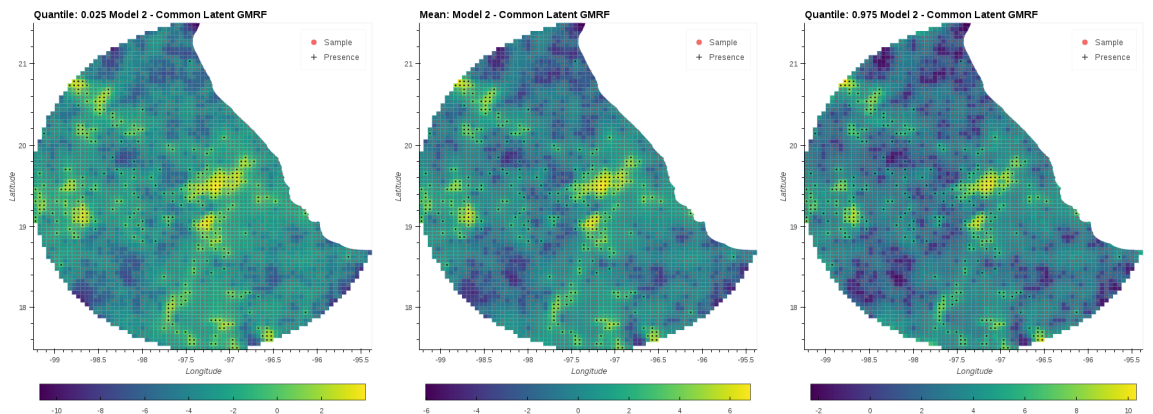 Quantile: 0.025 Model 2 - Common Latent GMRF
Sample
Presence
21
20
19
18
Latitude
-99 -98.5 -98 -97.5 -97 -96.5 -96 -95.5
Longitude
-10 -8 -6 -4 -2 0 2
Mean: Model 2 - Common Latent GMRF
Sample
Presence
21
20
19
18
Latitude
-99 -98.5 -98 -97.5 -97 -96.5 -96 -95.5
Longitude
-6 -4 -2 0 2 4 6
Quantile: 0.975 Model 2 - Common Latent GMRF
Sample
Presence
21
20
19
18
Latitude
-99 -98.5 -98 -97.5 -97 -96.5 -96 -95.5
Longitude
-2 0 2 4 6 8 10